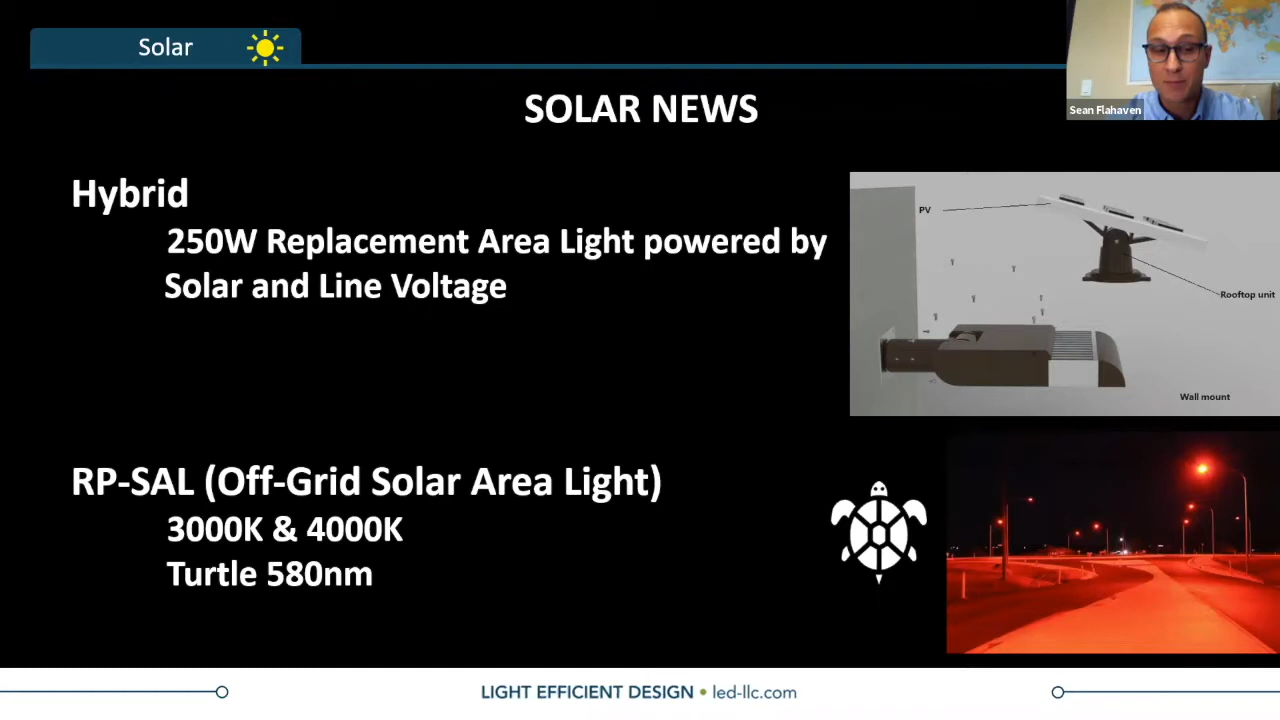 Solar
Sean Flahaven
SOLAR NEWS
Hybrid
250W Replacement Area Light powered by
Solar and Line Voltage
PV
Rooftop unit
Wall mount
RP-SAL (Off-Grid Solar Area Light)
3000K & 4000K
Turtle 580nm
LIGHT EFFICIENT DESIGN • led-llc.com